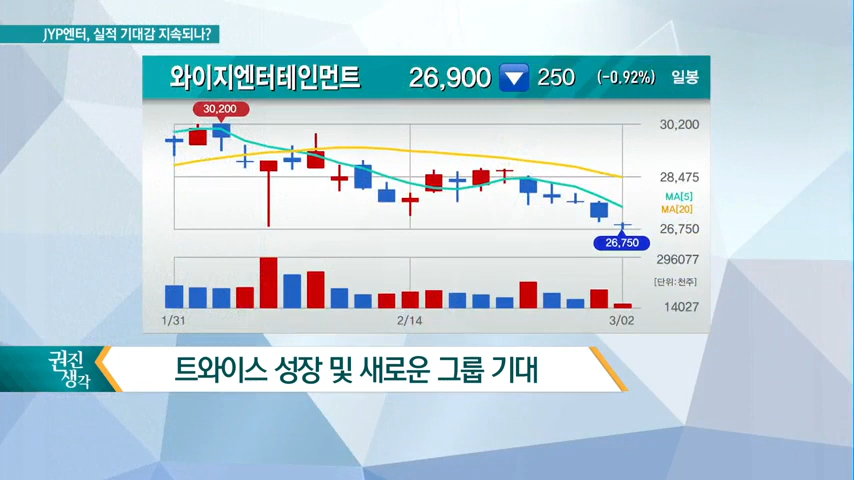 JYP엔터, 실적 기대감 지속되나?
와이지엔터테인먼트 26,900 ▼ 250 (-0.92%) 일봉
30,200
30,200
28,475
MA[5]
MA[20]
26,750
26,750
296077
[단위:천주]
14027
1/31 2/14 3/02
권진
생각
트와이스 성장 및 새로운 그룹 기대